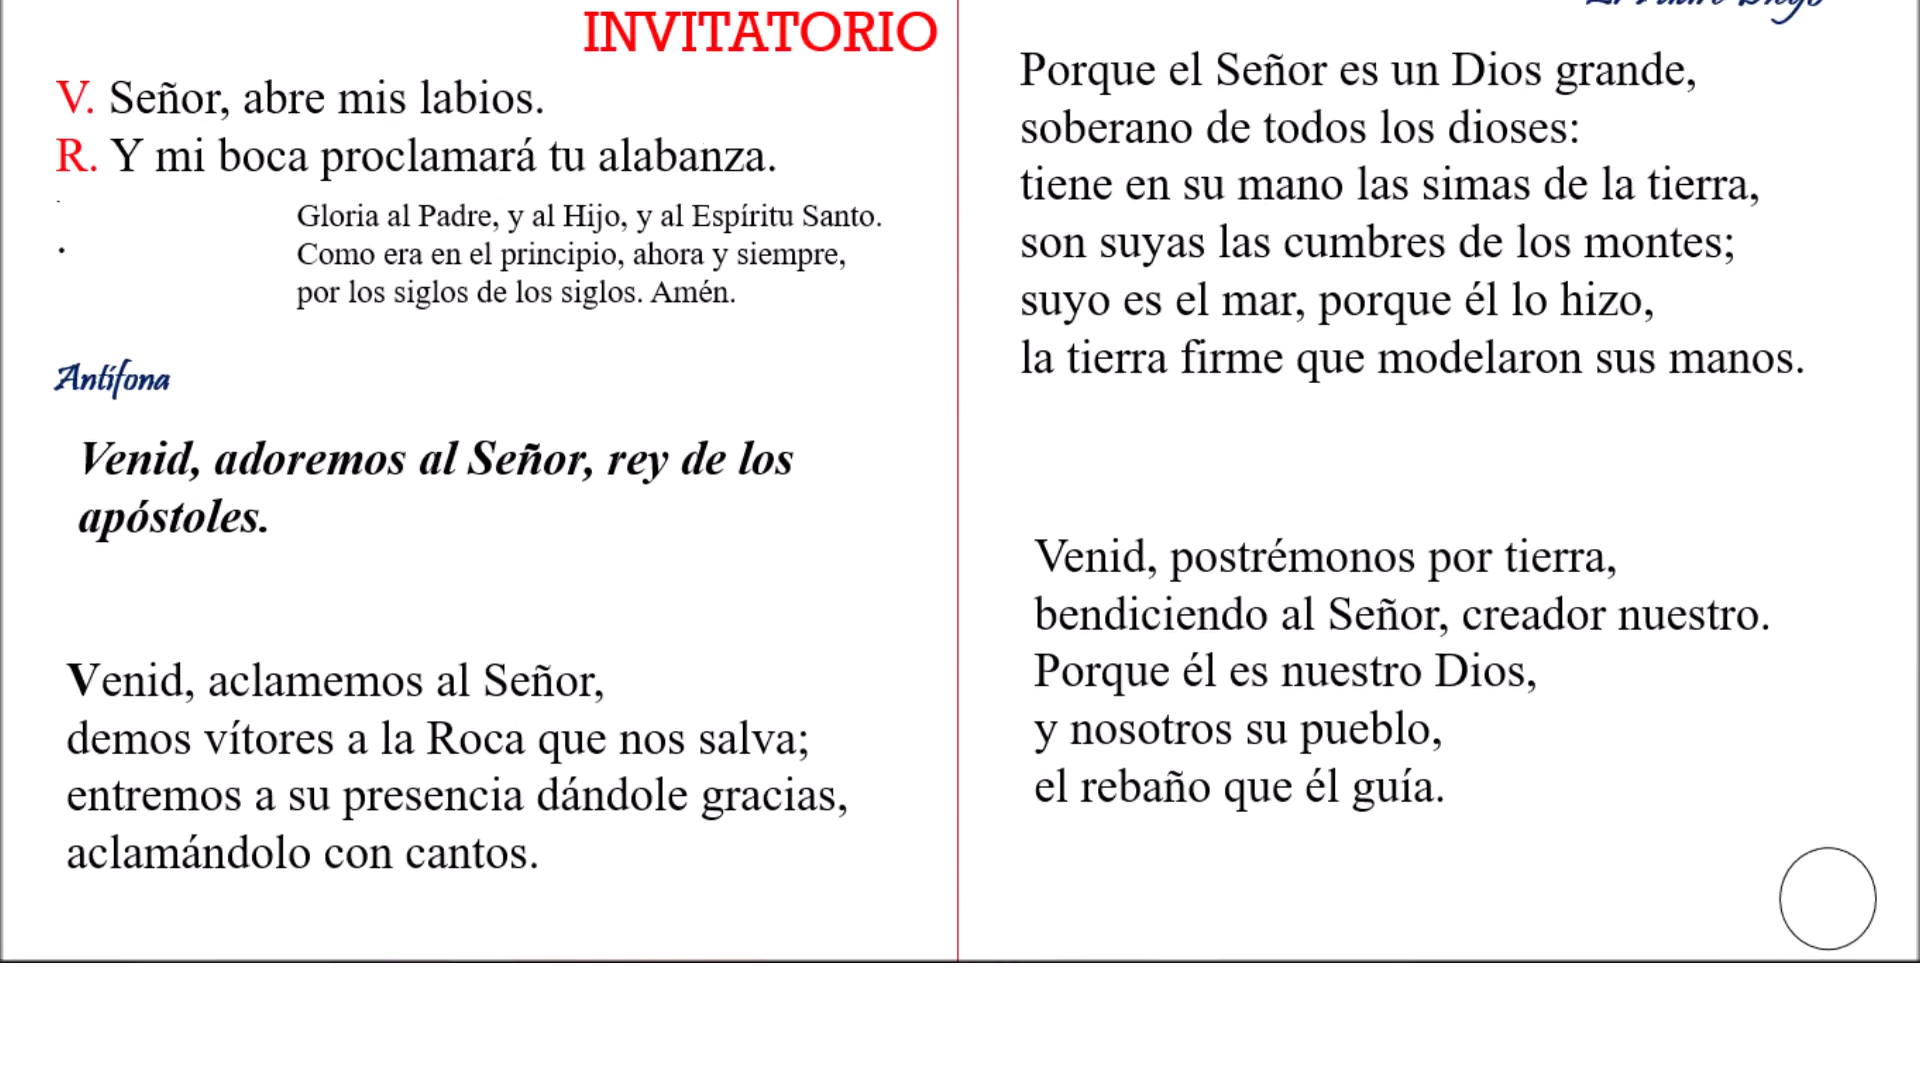 INVITATORIO
V. Señor, abre mis labios.
R. Y mi boca proclamará tu alabanza.
Gloria al Padre, y al Hijo, y al Espíritu Santo.
Como era en el principio, ahora y siempre,
por los siglos de los siglos. Amén.
Antífona
Venid, adoremos al Señor, rey de los
apóstoles.
Venid, aclamemos al Señor,
demos vítores a la Roca que nos salva;
entremos a su presencia dándole gracias,
aclamándolo con cantos.
Porque el Señor es un Dios grande,
soberano de todos los dioses:
tiene en su mano las simas de la tierra,
son suyas las cumbres de los montes;
suyo es el mar, porque él lo hizo,
la tierra firme que modelaron sus manos.
Venid, postrémonos por tierra,
bendiciendo al Señor, creador nuestro.
Porque él es nuestro Dios,
y nosotros su pueblo,
el rebaño que él guía.